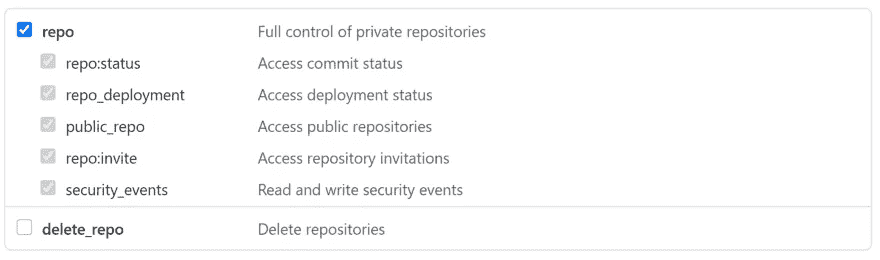 repo Full control of private repositories
repo:status Access commit status
repo_deployment Access deployment status
public_repo Access public repositories
repo:invite Access repository invitations
security_events Read and write security events
delete_repo Delete repositories